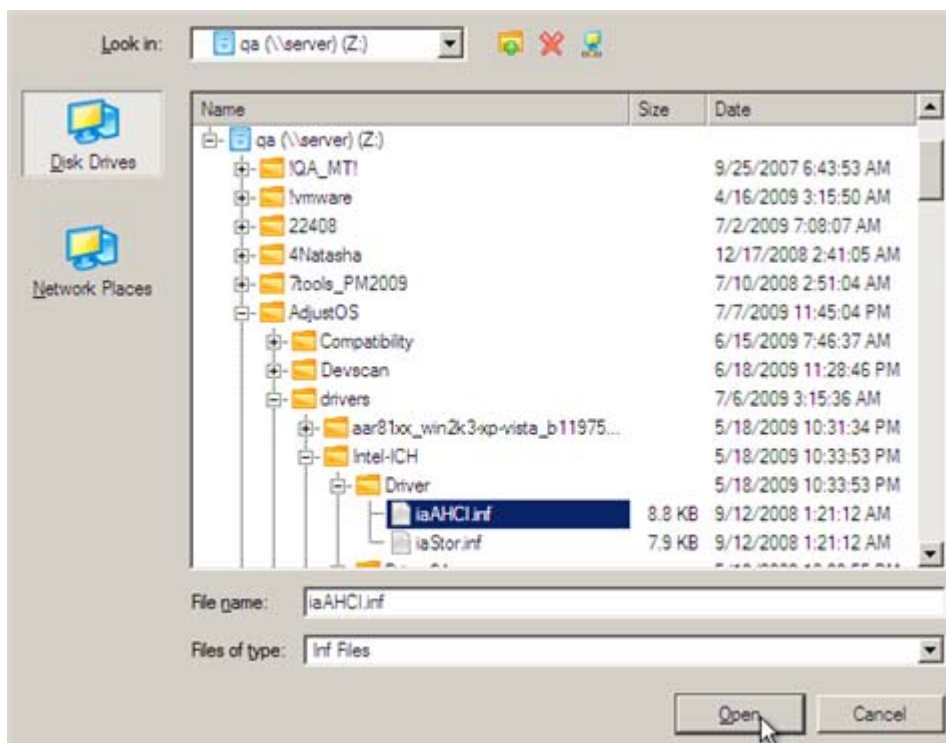 Look in: qa (\\server) (Z:)
Disk Drives
Network Places
Name Size Date
qa (\\server) (Z:)
!QA_MT! 9/25/2007 6:43:53 AM
!vmware 4/16/2009 3:15:50 AM
22408 7/2/2009 7:08:07 AM
4Natasha 12/17/2008 2:41:05 AM
7tools_PM2009 7/10/2008 2:51:04 AM
AdjustOS 7/7/2009 11:45:04 PM
Compatibility 6/15/2009 7:46:37 AM
Devscan 6/18/2009 11:28:46 PM
drivers 7/6/2009 3:15:36 AM
aar81xx_win2k3-xp-vista_b11975... 5/18/2009 10:31:34 PM
Intel-ICH 5/18/2009 10:33:53 PM
Driver 5/18/2009 10:33:53 PM
iaAHCI.inf 8.8 KB 9/12/2008 1:21:12 AM
iaStor.inf 7.9 KB 9/12/2008 1:21:12 AM
File name: iaAHCI.inf
Files of type: Inf Files
Open Cancel